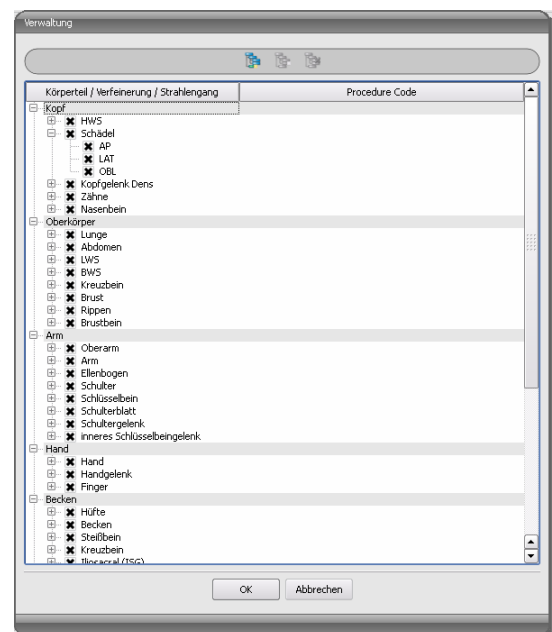 Verwaltung
Körperteil / Verfeinerung / Strahlengang Procedure Code
Kopf
HWS
Schädel
AP
LAT
OBL
Kopfgelenk Dens
Zähne
Nasenbein
Oberkörper
Lunge
Abdomen
LWS
BWS
Kreuzbein
Brust
Rippen
Brustbein
Arm
Oberarm
Arm
Ellenbogen
Schulter
Schlüsselbein
Schulterblatt
Schultergelenk
inneres Schlüsselbeingelenk
Hand
Hand
Handgelenk
Finger
Becken
Hüfte
Becken
Steißbein
Kreuzbein
Iliosacral (ISG)
OK Abbrechen